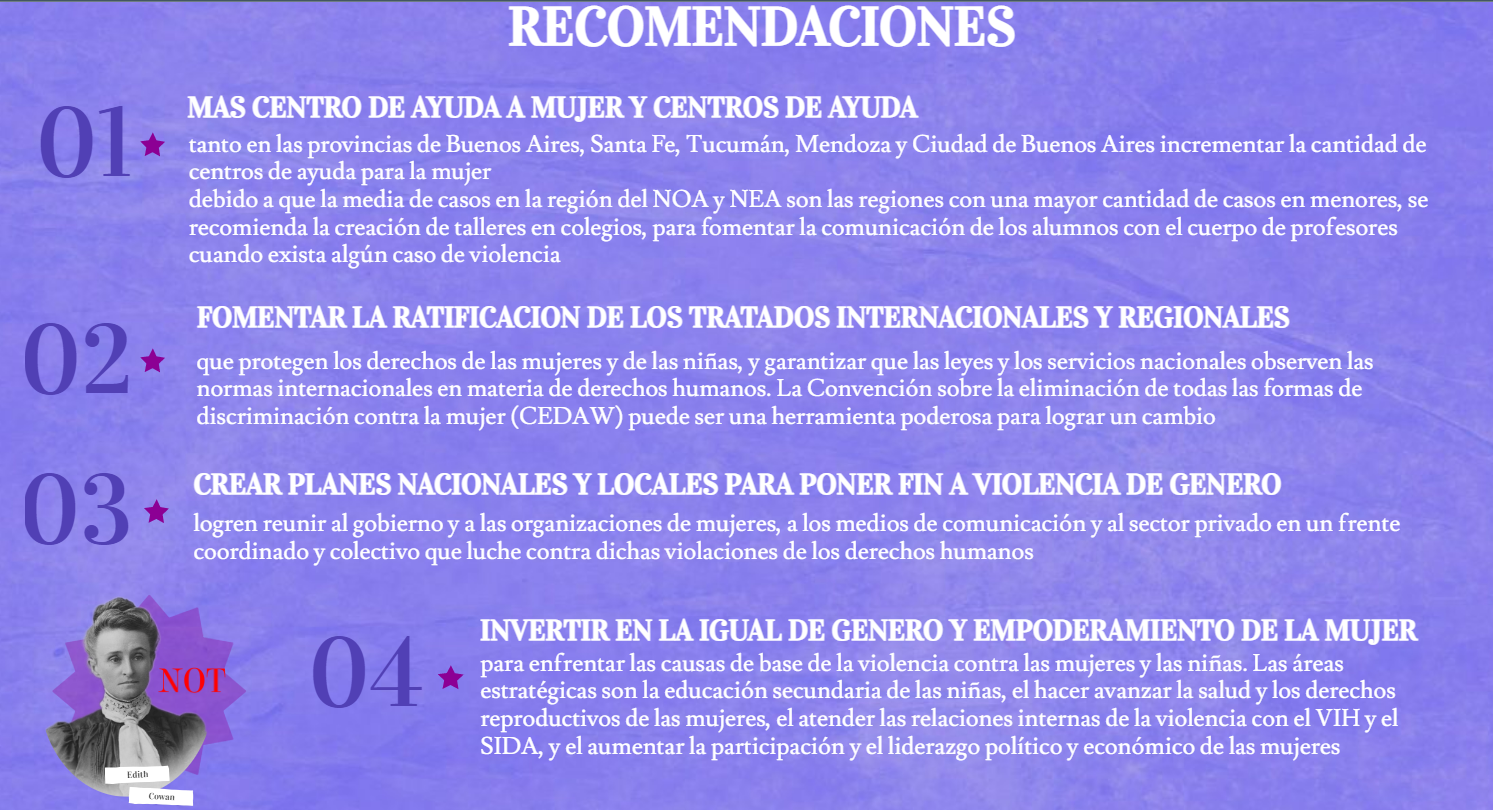 RECOMENDACIONES
01
MAS CENTRO DE AYUDA A MUJER Y CENTROS DE AYUDA
tanto en las provincias de Buenos Aires, Santa Fe, Tucumán, Mendoza y Ciudad de Buenos Aires incrementar la cantidad de
centros de ayuda para la mujer
debido a que la media de casos en la región del NOA y NEA son las regiones con una mayor cantidad de casos en menores, se
recomienda la creación de talleres en colegios, para fomentar la comunicación de los alumnos con el cuerpo de profesores
cuando exista algún caso de violencia
02
FOMENTAR LA RATIFICACION DE LOS TRATADOS INTERNACIONALES Y REGIONALES
que protegen los derechos de las mujeres y de las niñas, y garantizar que las leyes y los servicios nacionales observen las
normas internacionales en materia de derechos humanos. La Convención sobre la eliminación de todas las formas de
discriminación contra la mujer (CEDAW) puede ser una herramienta poderosa para lograr un cambio
03
CREAR PLANES NACIONALES Y LOCALES PARA PONER FIN A VIOLENCIA DE GENERO
logren reunir al gobierno y a las organizaciones de mujeres, a los medios de comunicación y al sector privado en un frente
coordinado y colectivo que luche contra dichas violaciones de los derechos humanos
NOT
Edith
Cowan
04
INVERTIR EN LA IGUAL DE GENERO Y EMPODERAMIENTO DE LA MUJER
para enfrentar las causas de base de la violencia contra las mujeres y las niñas. Las áreas
estratégicas son la educación secundaria de las niñas, el hacer avanzar la salud y los derechos
reproductivos de las mujeres, el atender las relaciones internas de la violencia con el VIH y el
SIDA, y el aumentar la participación y el liderazgo político y económico de las mujeres